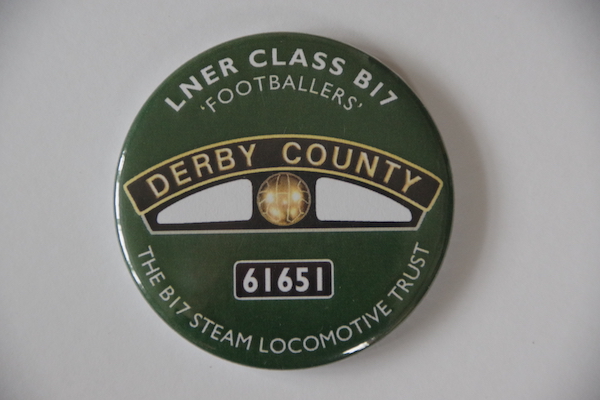 LNER CLASS B17
'FOOTBALLERS'
DERBY COUNTY
61651
THE B17 STEAM LOCOMOTIVE TRUST